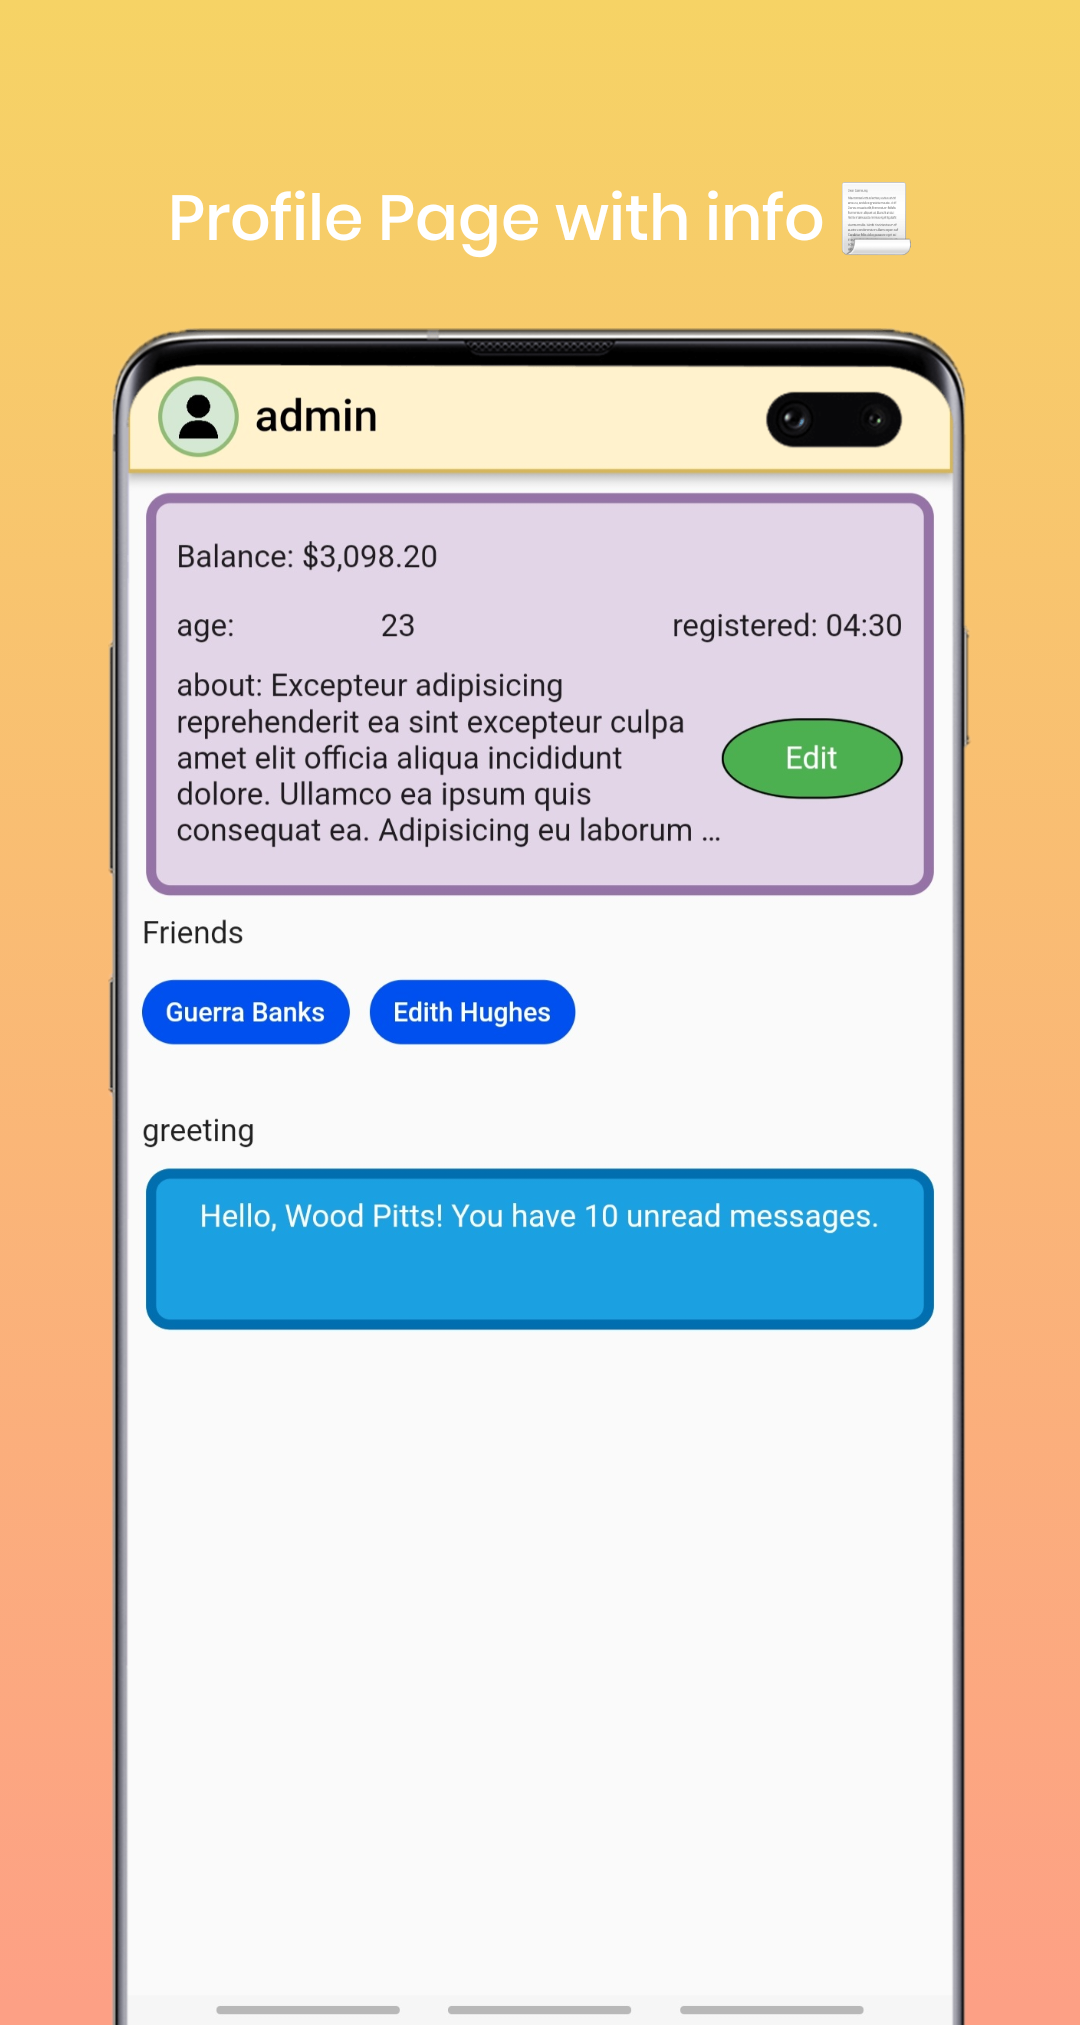 Profile Page with info
admin
Balance: $3,098.20
age: 23 registered: 04:30
about: Excepteur adipisicing
reprehenderit ea sint excepteur culpa
amet elit officia aliqua incididunt
dolore. Ullamco ea ipsum quis
consequat ea. Adipisicing eu laborum ...
Edit
Friends
Guerra Banks Edith Hughes
greeting
Hello, Wood Pitts! You have 10 unread messages.